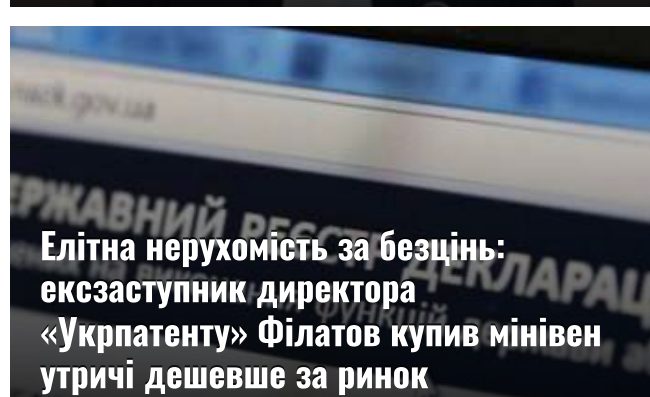 Елітна нерухомість за безцінь:
ексзаступник директора
«Укрпатенту» Філатов купив мінівен
утричі дешевше за ринок